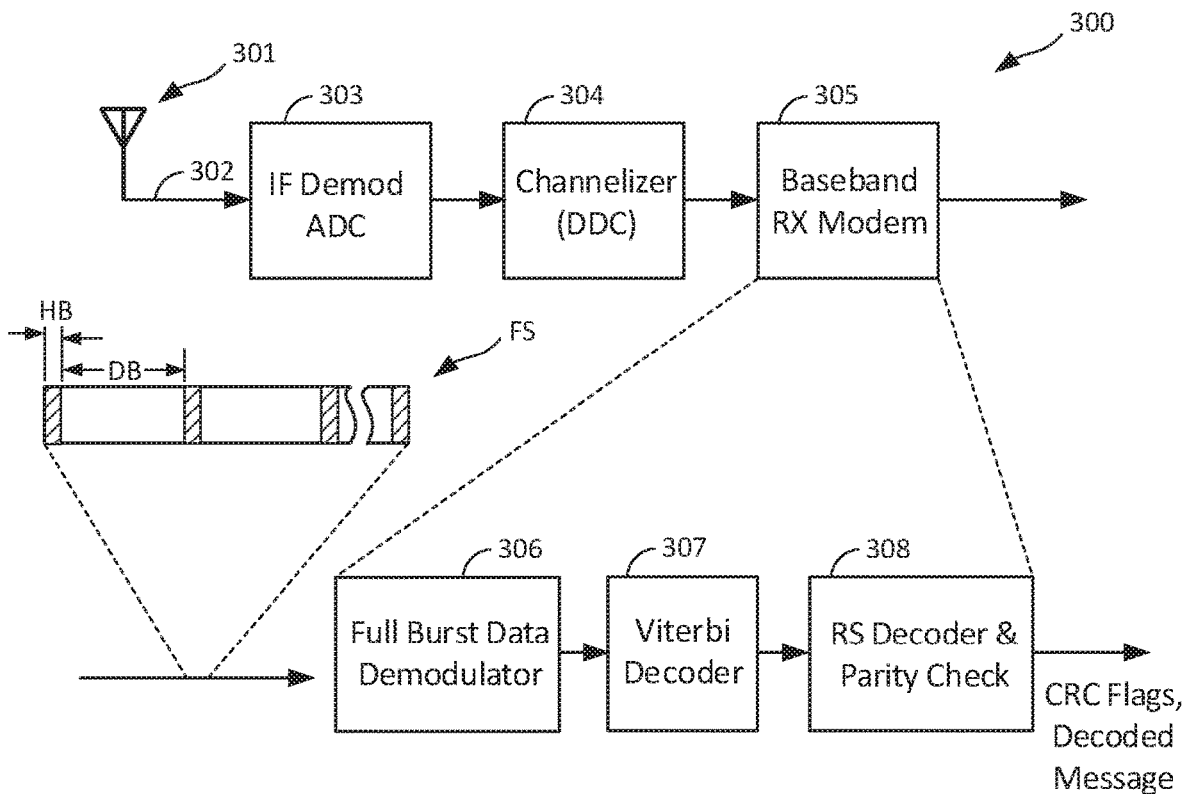 301
300
303
304
305
302
IF Demod
ADC
Channelizer
(DDC)
Baseband
RX Modem
HB
DB
FS
306
307
308
Full Burst Data
Demodulator
Viterbi
Decoder
RS Decoder &
Parity Check
CRC Flags,
Decoded
Message